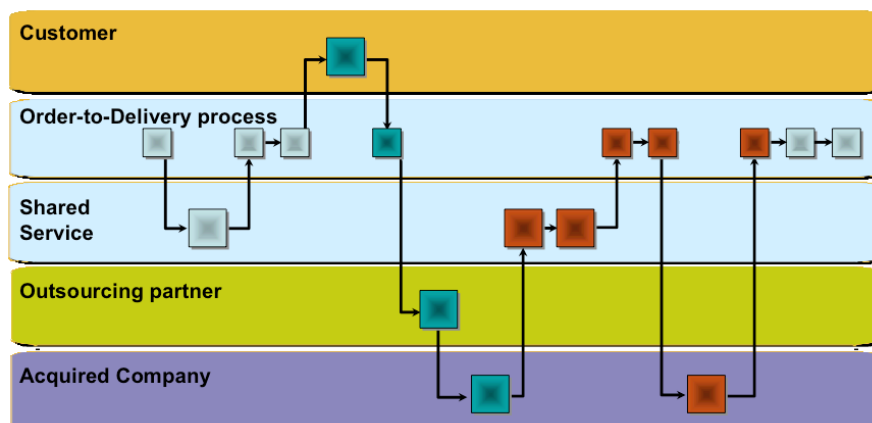 Customer
Order-to-Delivery process
Shared
Service
Outsourcing partner
Acquired Company